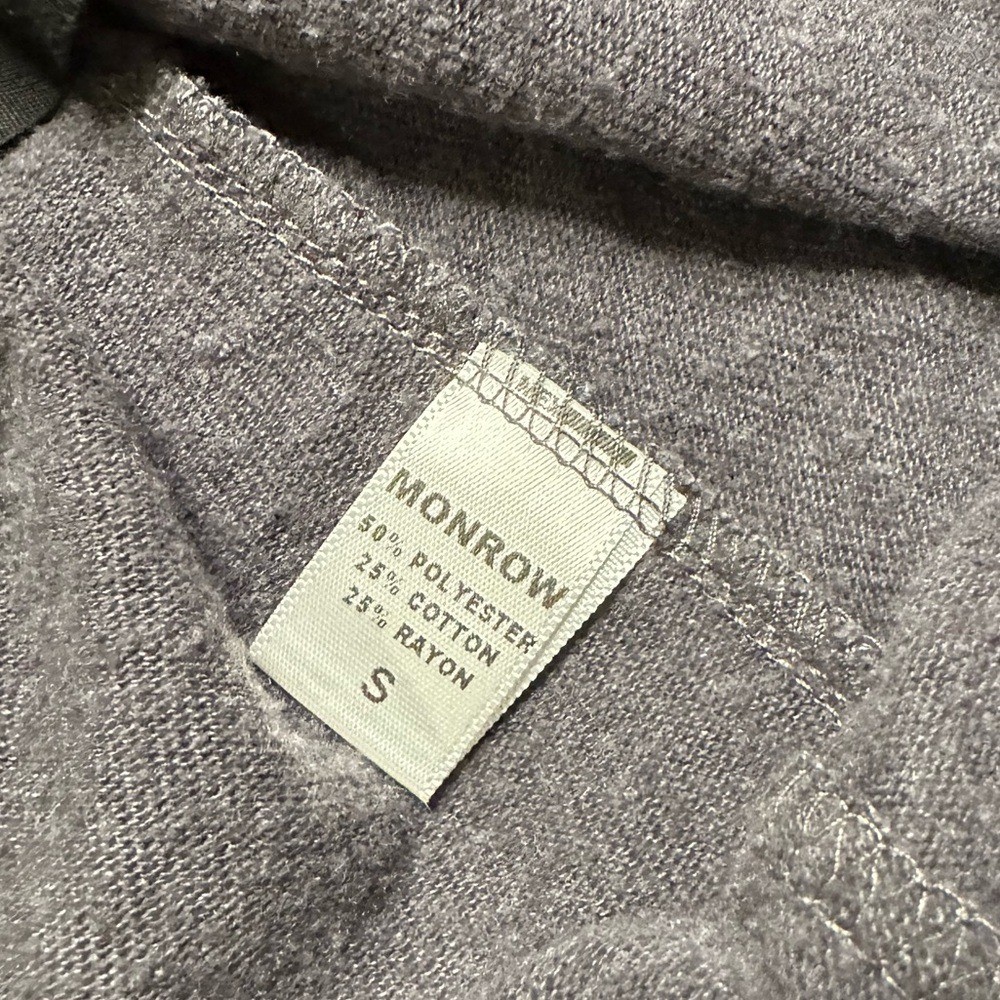 MONROW
50% POLYESTER
25% COTTON
25% RAYON
S